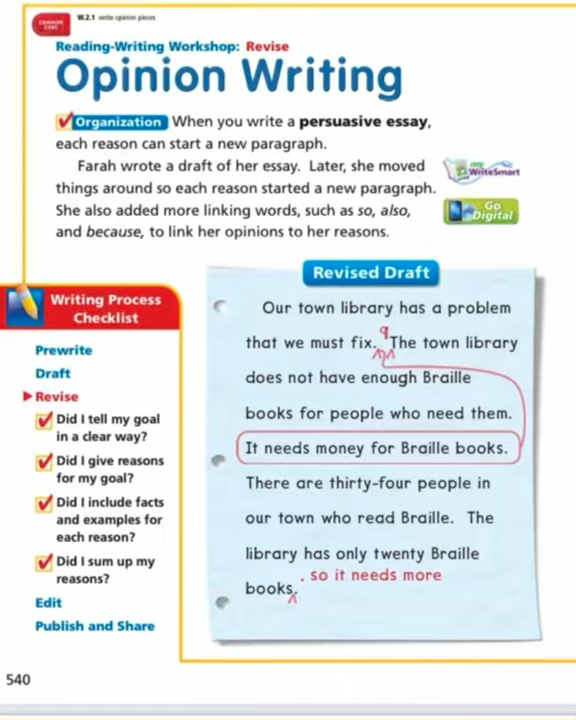 COMMON CORE
W.2.1 write opinion pieces
Reading-Writing Workshop: Revise
Opinion Writing
Organization When you write a persuasive essay,
each reason can start a new paragraph.
Farah wrote a draft of her essay. Later, she moved
things around so each reason started a new paragraph.
She also added more linking words, such as so, also,
and because, to link her opinions to her reasons.
my WriteSmart
Go Digital
Writing Process
Checklist
Prewrite
Draft
Revise
Did I tell my goal
in a clear way?
Did I give reasons
for my goal?
Did I include facts
and examples for
each reason?
Did I sum up my
reasons?
Edit
Publish and Share
Revised Draft
Our town library has a problem
that we must fix. The town library
does not have enough Braille
books for people who need them.
It needs money for Braille books.
There are thirty-four people in
our town who read Braille. The
library has only twenty Braille
, so it needs more
books.
540